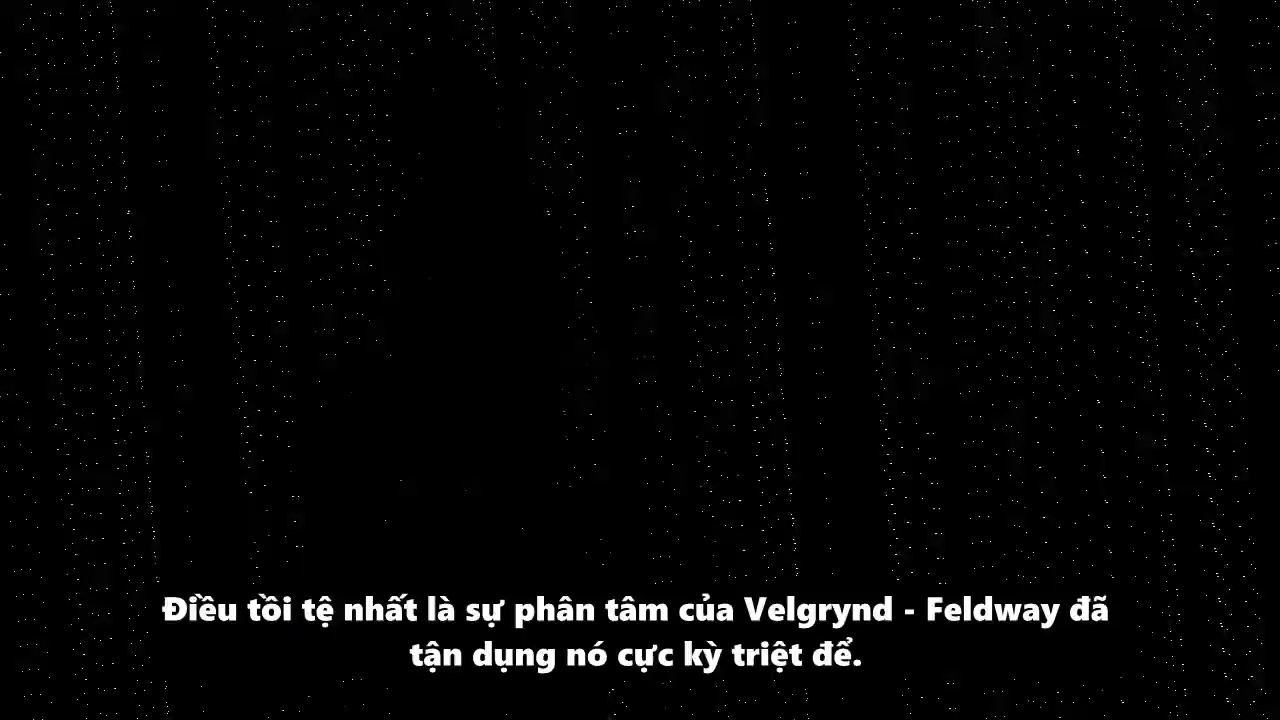 Điều tồi tệ nhất là sự phân tâm của Velgrynd - Feldway đã
tận dụng nó cực kỳ triệt để.